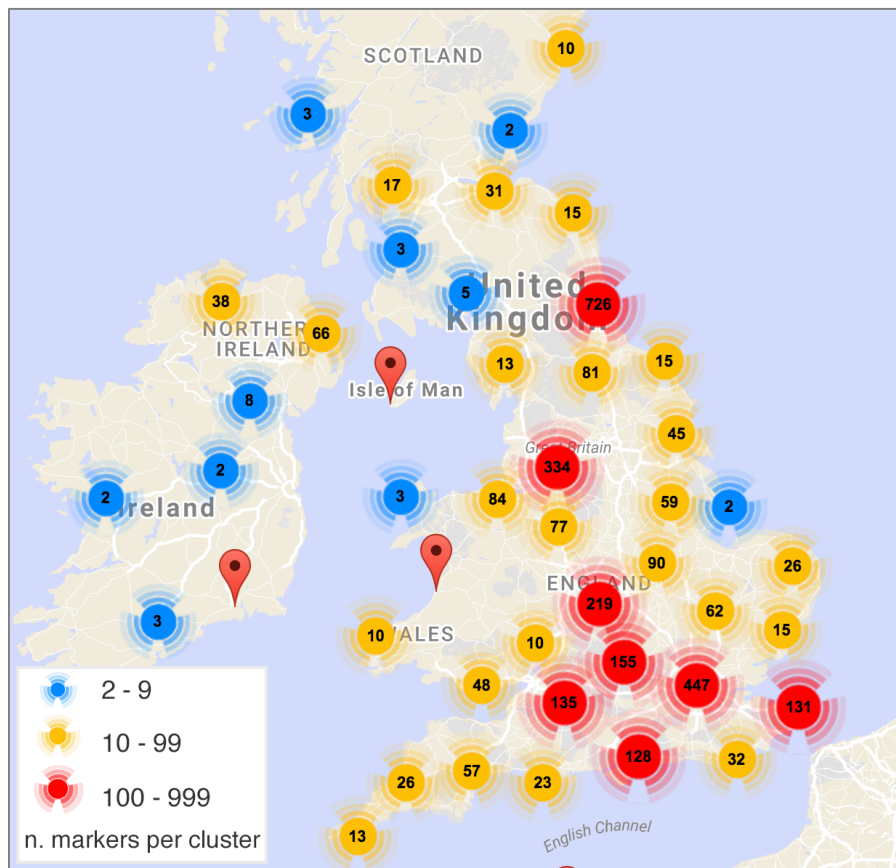 10
SCOTLAND
3
2
17
31
15
3
5
United
Kingdom
726
38
NORTHERN
IRELAND
66
13
81
15
Isle of Man
8
45
Great Britain
334
2
2
Ireland
3
84
59
2
77
90
26
ENGLAND
219
62
3
10
WALES
10
15
155
48
447
135
131
128
32
57
26
23
13
English Channel
2 - 9
10 - 99
100 - 999
n. markers per cluster